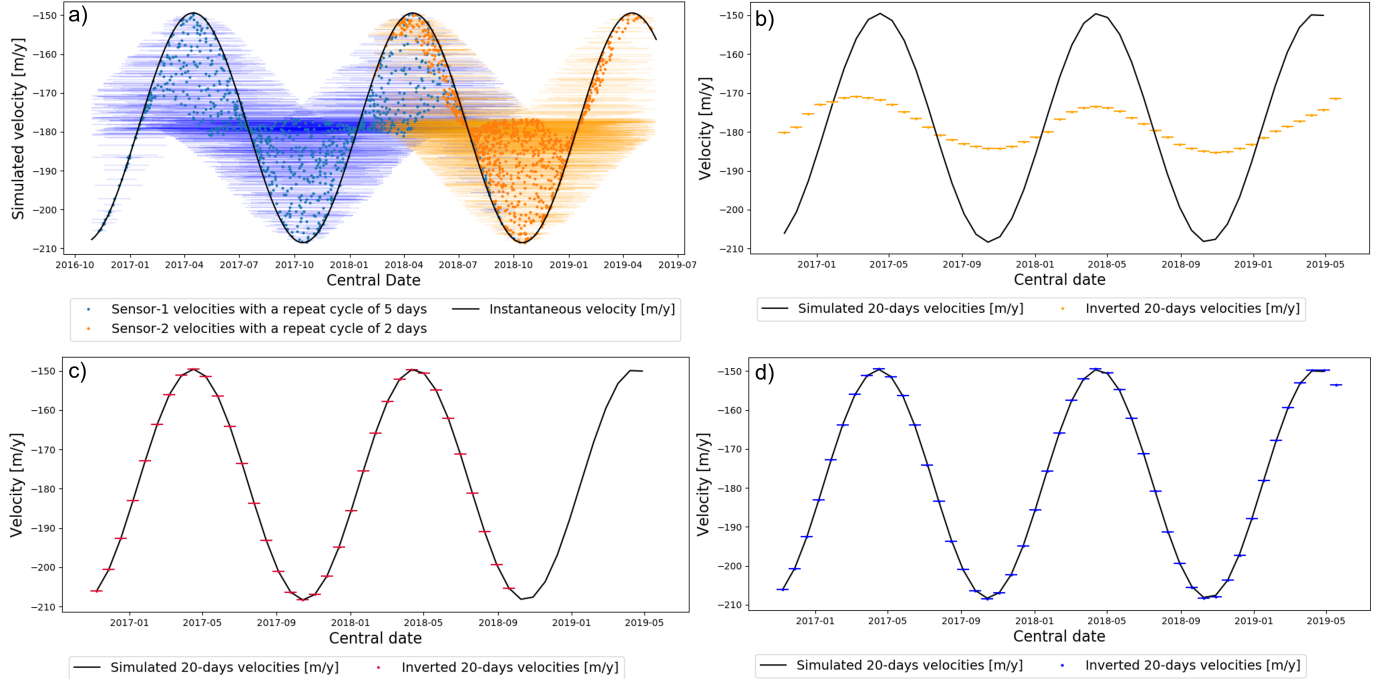 a)
Simulated velocity [m/y]
−150
−160
−170
−180
−190
−200
−210
2016-10 2017-01 2017-04 2017-07 2017-10 2018-01 2018-04 2018-07 2018-10 2019-01 2019-04 2019-07
Central Date
Sensor-1 velocities with a repeat cycle of 5 days
Instantaneous velocity [m/y]
Sensor-2 velocities with a repeat cycle of 2 days
b)
Velocity [m/y]
−150
−160
−170
−180
−190
−200
−210
2017-01 2017-05 2017-09 2018-01 2018-05 2018-09 2019-01 2019-05
Central date
Simulated 20-days velocities [m/y]
Inverted 20-days velocities [m/y]
c)
Velocity [m/y]
−150
−160
−170
−180
−190
−200
−210
2017-01 2017-05 2017-09 2018-01 2018-05 2018-09 2019-01 2019-05
Central date
Simulated 20-days velocities [m/y]
Inverted 20-days velocities [m/y]
d)
Velocity [m/y]
−150
−160
−170
−180
−190
−200
−210
2017-01 2017-05 2017-09 2018-01 2018-05 2018-09 2019-01 2019-05
Central date
Simulated 20-days velocities [m/y]
Inverted 20-days velocities [m/y]